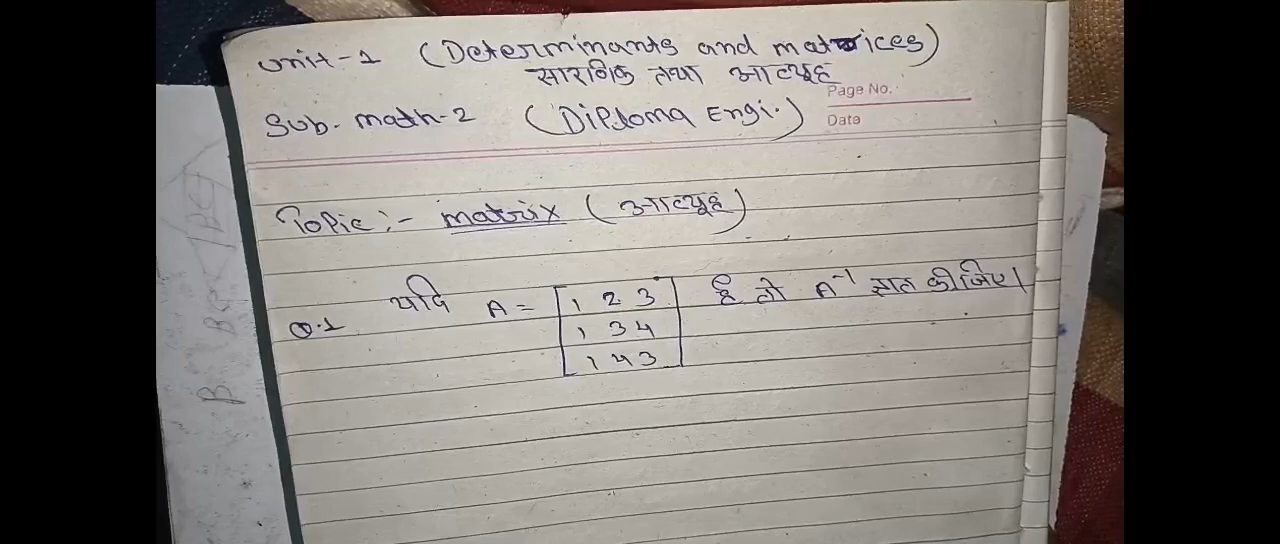 Unit-1 (Determinants and matrices)
सारणिक तथा आव्यूह
Page No.
Sub. math-2 (Diploma Engi.)
Data
Topic:- matrix (आव्यूह)
Q.1 यदि A = [1 2 3] है तो A⁻¹ ज्ञात कीजिए।
1 3 4
1 4 3